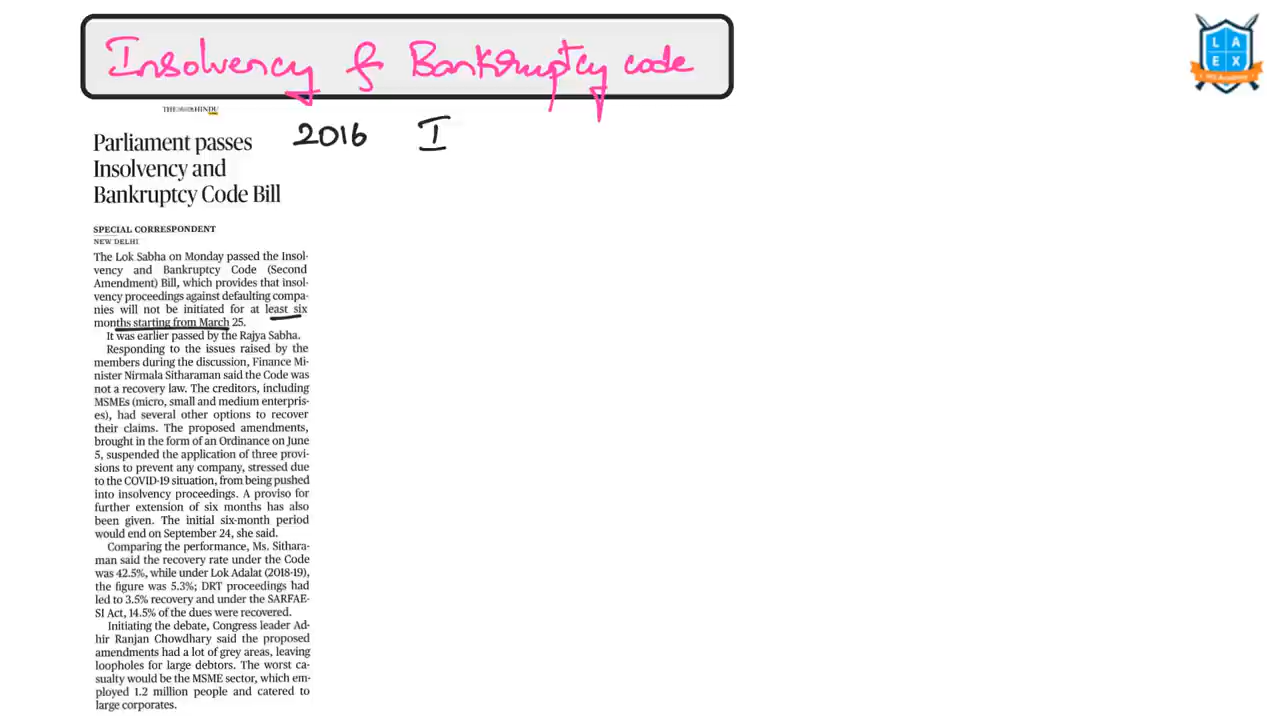 Insolvency & Bankruptcy code
L A
E X
THE HINDU
2016 I
Parliament passes
Insolvency and
Bankruptcy Code Bill
SPECIAL CORRESPONDENT
NEW DELHI
The Lok Sabha on Monday passed the Insol-
vency and Bankruptcy Code (Second
Amendment) Bill, which provides that insol-
vency proceedings against defaulting compa-
nies will not be initiated for at least six
months starting from March 25.
It was earlier passed by the Rajya Sabha.
Responding to the issues raised by the
members during the discussion, Finance Mi-
nister Nirmala Sitharaman said the Code was
not a recovery law. The creditors, including
MSMEs (micro, small and medium enterpris-
es), had several other options to recover
their claims. The proposed amendments,
brought in the form of an Ordinance on June
5, suspended the application of three provi-
sions to prevent any company, stressed due
to the COVID-19 situation, from being pushed
into insolvency proceedings. A proviso for
further extension of six months has also
been given. The initial six-month period
would end on September 24, she said.
Comparing the performance, Ms. Sithara-
man said the recovery rate under the Code
was 42.5%, while under Lok Adalat (2018-19),
the figure was 5.3%; DRT proceedings had
led to 3.5% recovery and under the SARFAE-
SI Act, 14.5% of the dues were recovered.
Initiating the debate, Congress leader Ad-
hir Ranjan Chowdhary said the proposed
amendments had a lot of grey areas, leaving
loopholes for large debtors. The worst ca-
sualty would be the MSME sector, which em-
ployed 1.2 million people and catered to
large corporates.